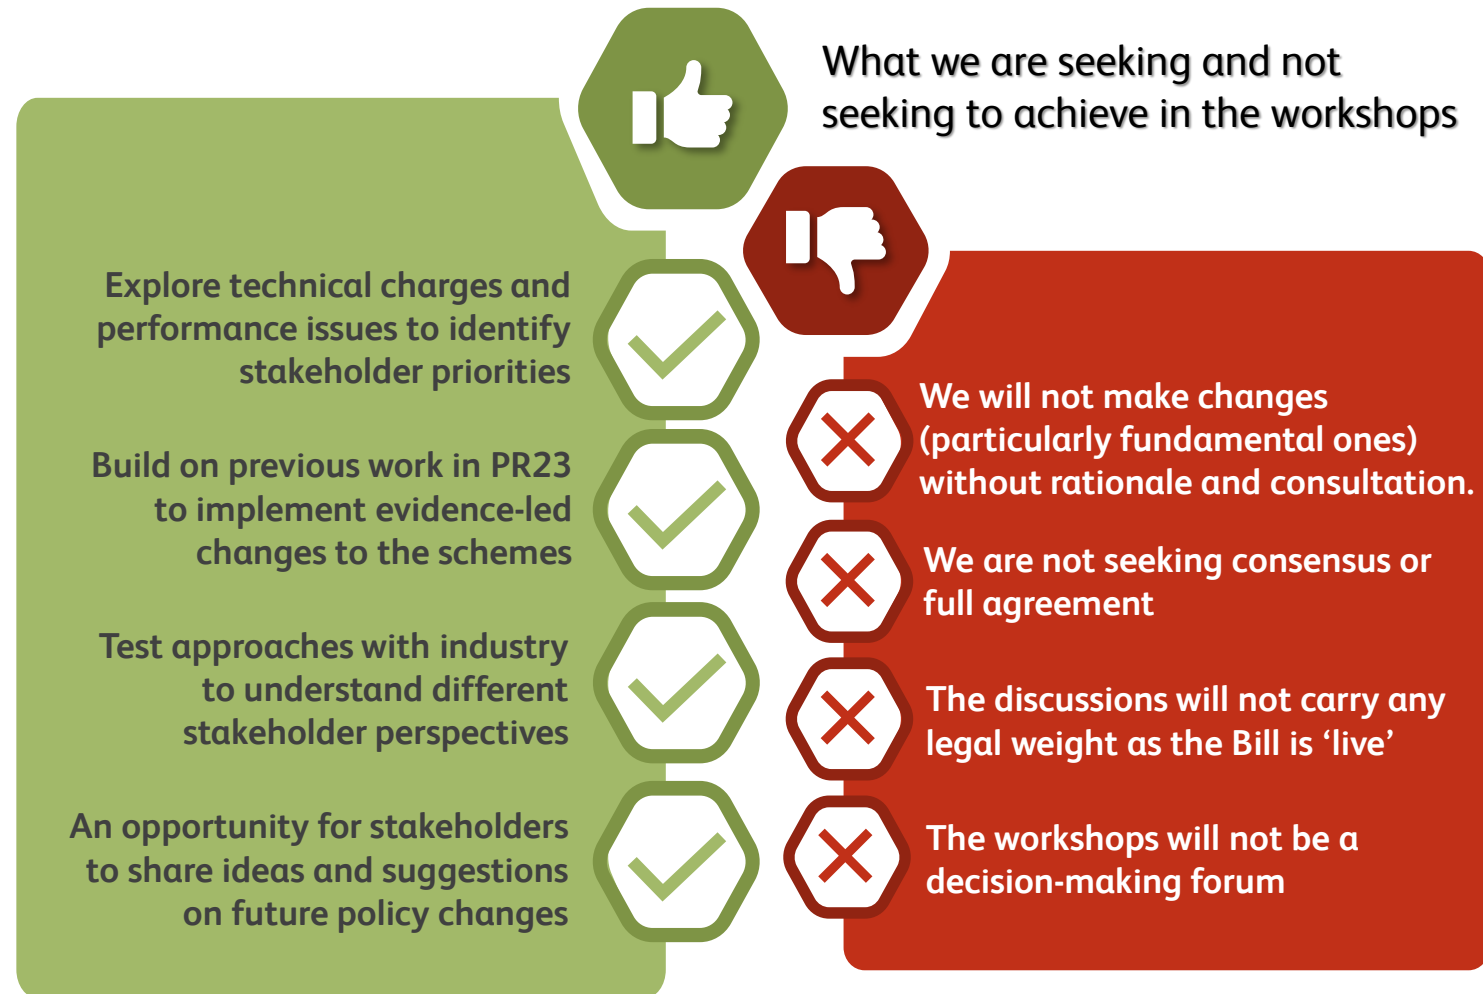 What we are seeking and not
seeking to achieve in the workshops
Explore technical charges and
performance issues to identify
stakeholder priorities
Build on previous work in PR23
to implement evidence-led
changes to the schemes
Test approaches with industry
to understand different
stakeholder perspectives
An opportunity for stakeholders
to share ideas and suggestions
on future policy changes
We will not make changes
(particularly fundamental ones)
without rationale and consultation.
We are not seeking consensus or
full agreement
The discussions will not carry any
legal weight as the Bill is ‘live’
The workshops will not be a
decision-making forum